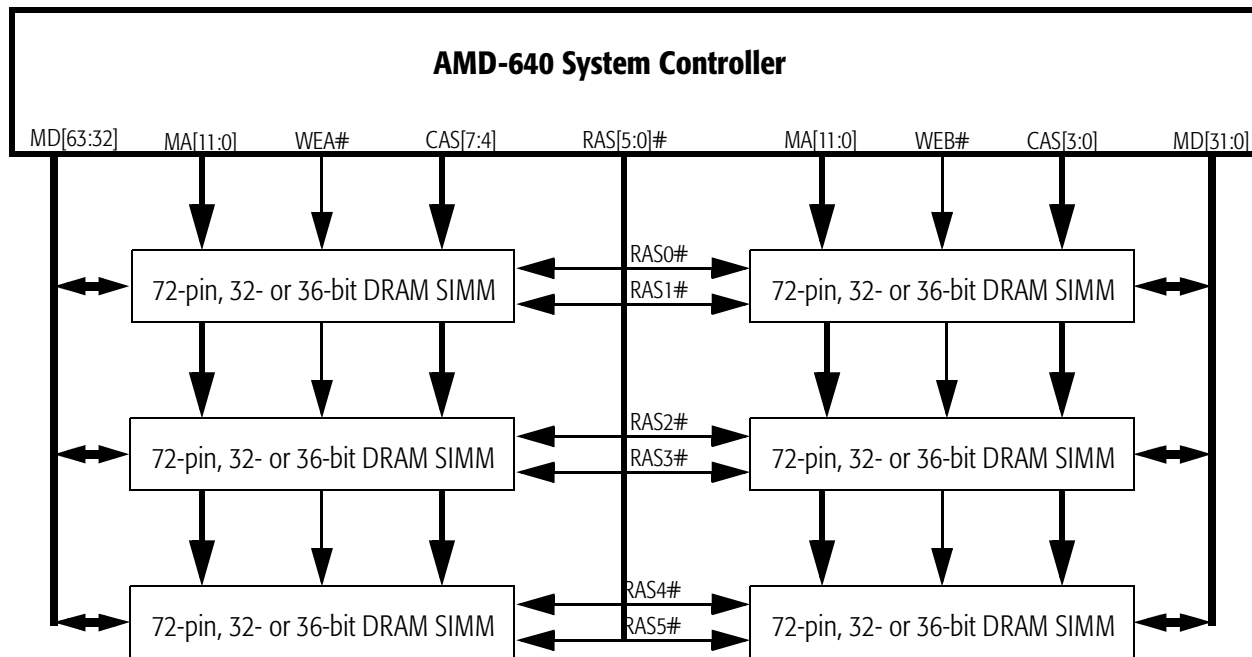 AMD-640 System Controller
MD[63:32] MA[11:0] WEA# CAS[7:4] RAS[5:0]# MA[11:0] WEB# CAS[3:0] MD[31:0]
RAS0#
72-pin, 32- or 36-bit DRAM SIMM 72-pin, 32- or 36-bit DRAM SIMM
RAS1#
RAS2#
72-pin, 32- or 36-bit DRAM SIMM 72-pin, 32- or 36-bit DRAM SIMM
RAS3#
RAS4#
72-pin, 32- or 36-bit DRAM SIMM 72-pin, 32- or 36-bit DRAM SIMM
RAS5#